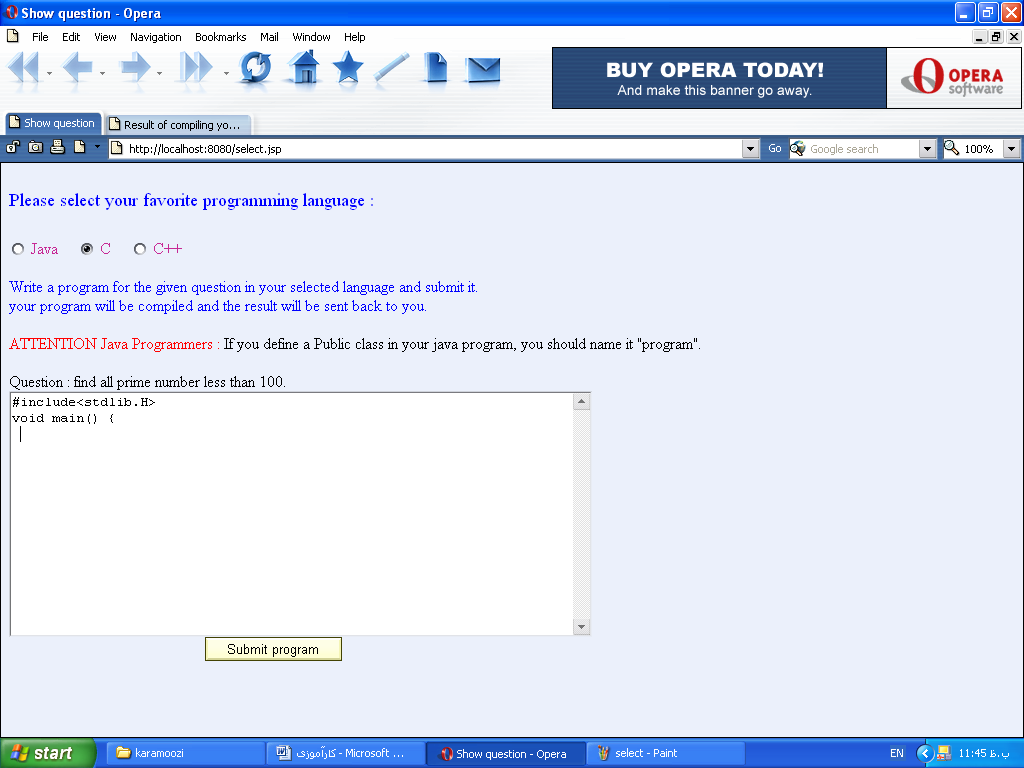 Show question - Opera
File Edit View Navigation Bookmarks Mail Window Help
BUY OPERA TODAY!
And make this banner go away.
OPERA
software
Show question
Result of compiling yo...
http://localhost:8080/select.jsp
Go
Google search
100%
Please select your favorite programming language :
Java C C++
Write a program for the given question in your selected language and submit it.
your program will be compiled and the result will be sent back to you.
ATTENTION Java Programmers : If you define a Public class in your java program, you should name it "program".
Question : find all prime number less than 100.
#include<stdlib.H>
void main() {
Submit program
start
karamoozi
کارآموزی - Microsoft ...
Show question - Opera
select - Paint
EN
11:45 ب.ظ